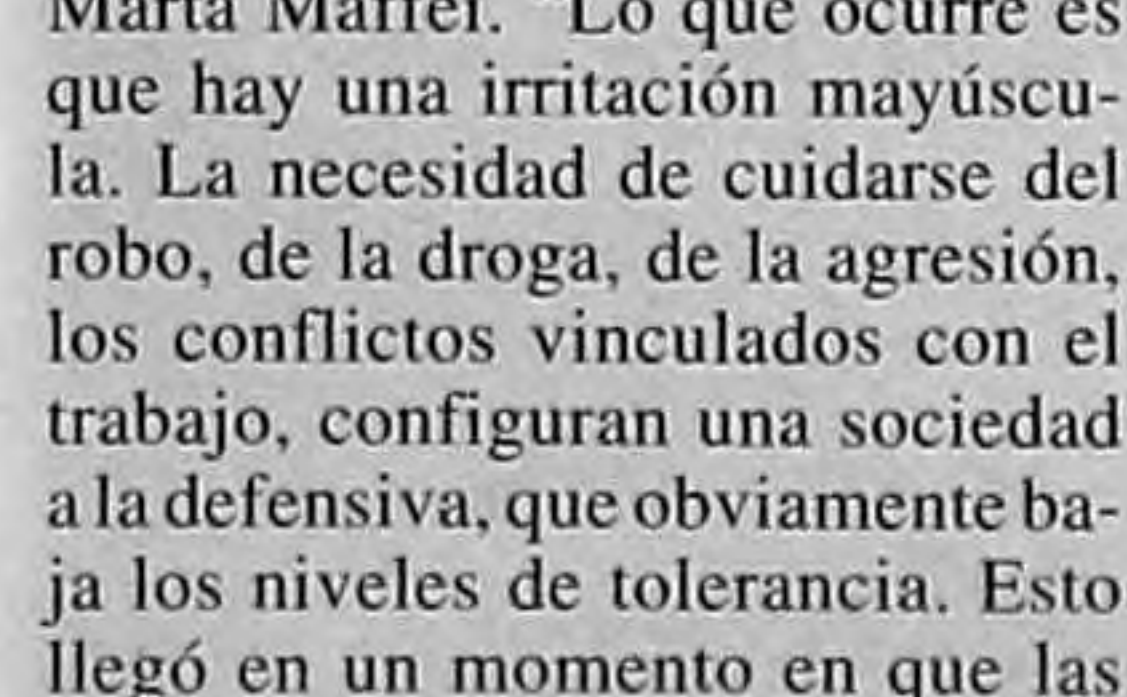 Marta Maffei. "Lo que ocurre es
que hay una irritación mayúscu-
la. La necesidad de cuidarse del
robo, de la droga, de la agresión,
los conflictos vinculados con el
trabajo, configuran una sociedad
a la defensiva, que obviamente ba-
ja los niveles de tolerancia. Esto
llegó en un momento en que las